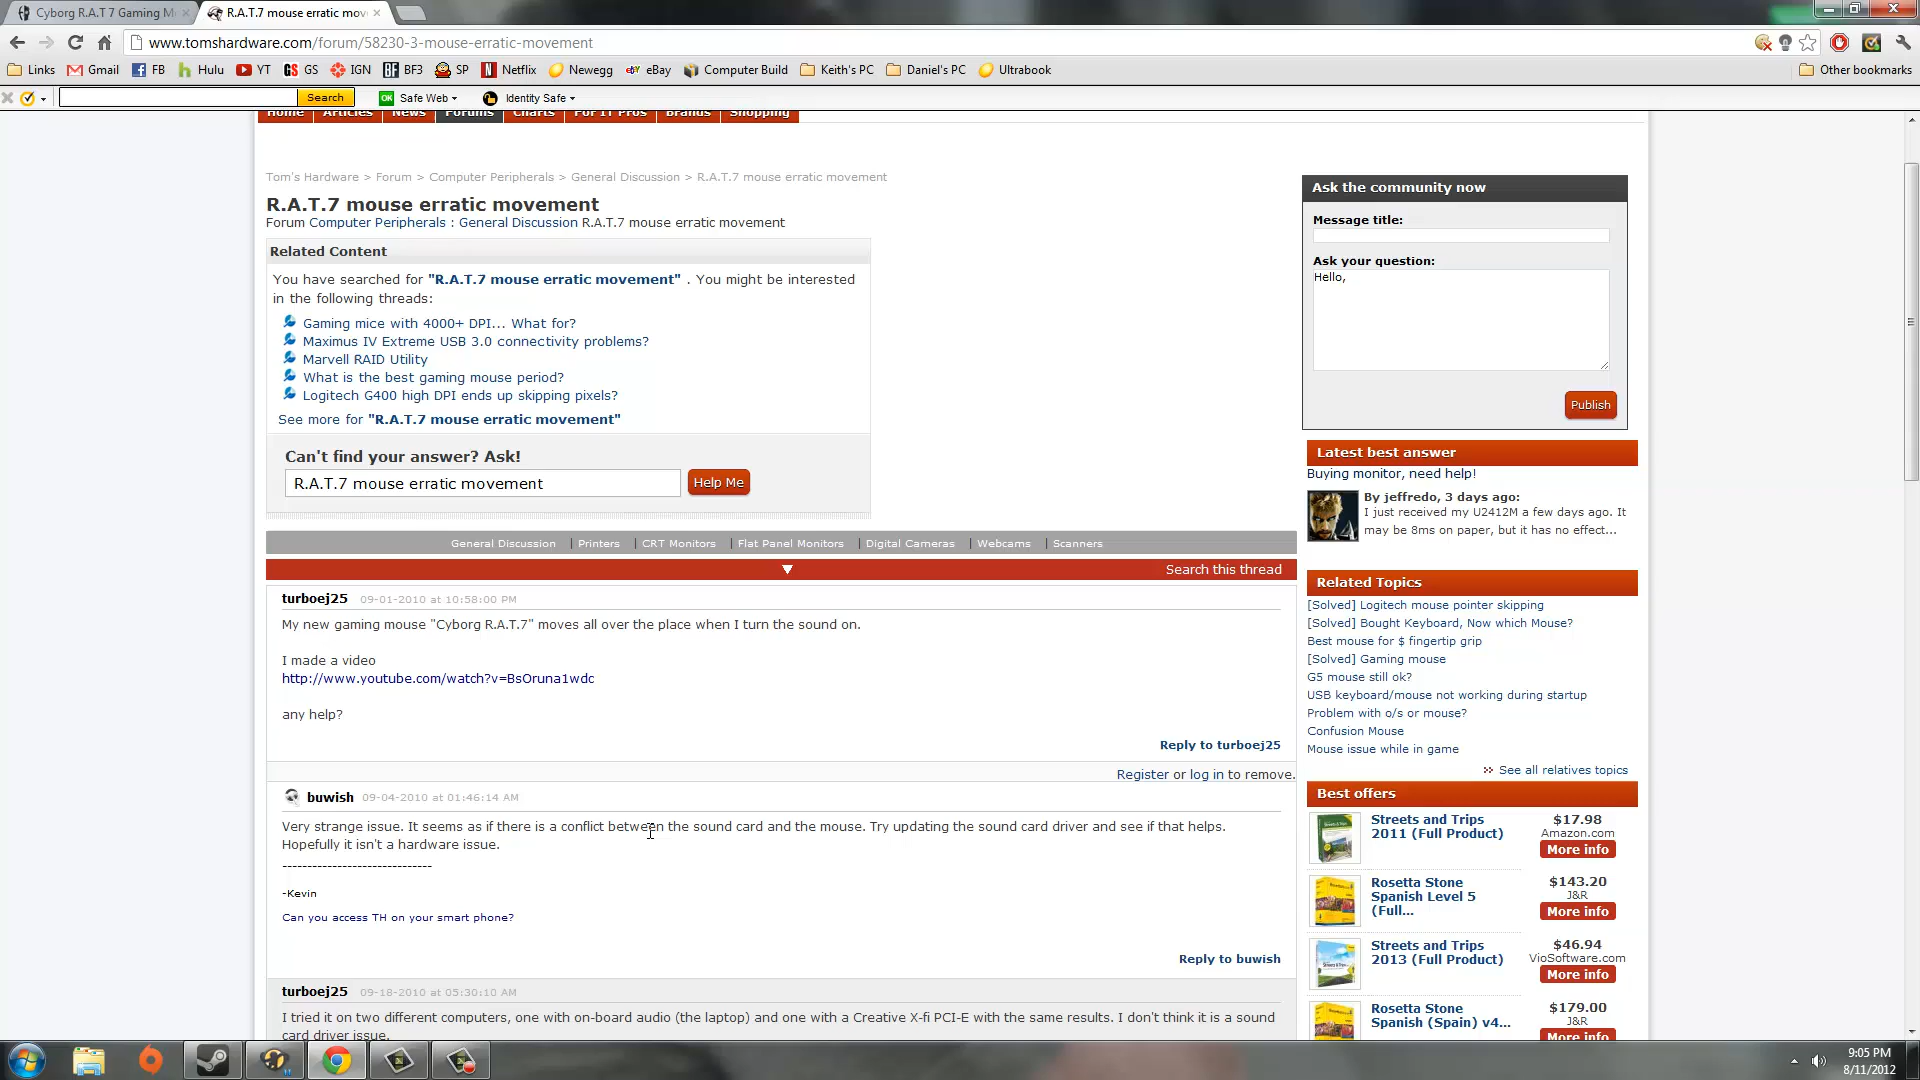 Cyborg R.A.T 7 Gaming M
R.A.T.7 mouse erratic mov
www.tomshardware.com/forum/58230-3-mouse-erratic-movement
Links Gmail FB Hulu YT GS IGN BF3 SP Netflix Newegg eBay Computer Build Keith's PC Daniel's PC Ultrabook Other bookmarks
Search Safe Web Identity Safe
Home Articles News Forums Charts For IT Pros Brands Shopping
Tom's Hardware > Forum > Computer Peripherals > General Discussion > R.A.T.7 mouse erratic movement
R.A.T.7 mouse erratic movement
Forum Computer Peripherals : General Discussion R.A.T.7 mouse erratic movement
Related Content
You have searched for "R.A.T.7 mouse erratic movement" . You might be interested
in the following threads:
Gaming mice with 4000+ DPI... What for?
Maximus IV Extreme USB 3.0 connectivity problems?
Marvell RAID Utility
What is the best gaming mouse period?
Logitech G400 high DPI ends up skipping pixels?
See more for "R.A.T.7 mouse erratic movement"
Can't find your answer? Ask!
R.A.T.7 mouse erratic movement
Help Me
General Discussion | Printers | CRT Monitors | Flat Panel Monitors | Digital Cameras | Webcams | Scanners
Search this thread
turboej25 09-01-2010 at 10:58:00 PM
My new gaming mouse "Cyborg R.A.T.7" moves all over the place when I turn the sound on.
I made a video
http://www.youtube.com/watch?v=BsOruna1wdc
any help?
Reply to turboej25
Register or log in to remove.
buwish 09-04-2010 at 01:46:14 AM
Very strange issue. It seems as if there is a conflict between the sound card and the mouse. Try updating the sound card driver and see if that helps.
Hopefully it isn't a hardware issue.
------------------------------
-Kevin
Can you access TH on your smart phone?
Reply to buwish
turboej25 09-18-2010 at 05:30:10 AM
I tried it on two different computers, one with on-board audio (the laptop) and one with a Creative X-fi PCI-E with the same results. I don't think it is a sound
card driver issue.
Ask the community now
Message title:
Ask your question:
Hello,
Publish
Latest best answer
Buying monitor, need help!
By jeffredo, 3 days ago:
I just received my U2412M a few days ago. It
may be 8ms on paper, but it has no effect...
Related Topics
[Solved] Logitech mouse pointer skipping
[Solved] Bought Keyboard, Now which Mouse?
Best mouse for $ fingertip grip
[Solved] Gaming mouse
G5 mouse still ok?
USB keyboard/mouse not working during startup
Problem with o/s or mouse?
Confusion Mouse
Mouse issue while in game
See all relatives topics
Best offers
Streets and Trips
2011 (Full Product)
$17.98
Amazon.com
More info
Rosetta Stone
Spanish Level 5
(Full...
$143.20
J&R
More info
Streets and Trips
2013 (Full Product)
$46.94
VioSoftware.com
More info
Rosetta Stone
Spanish (Spain) v4...
$179.00
J&R
More info
9:05 PM
8/11/2012